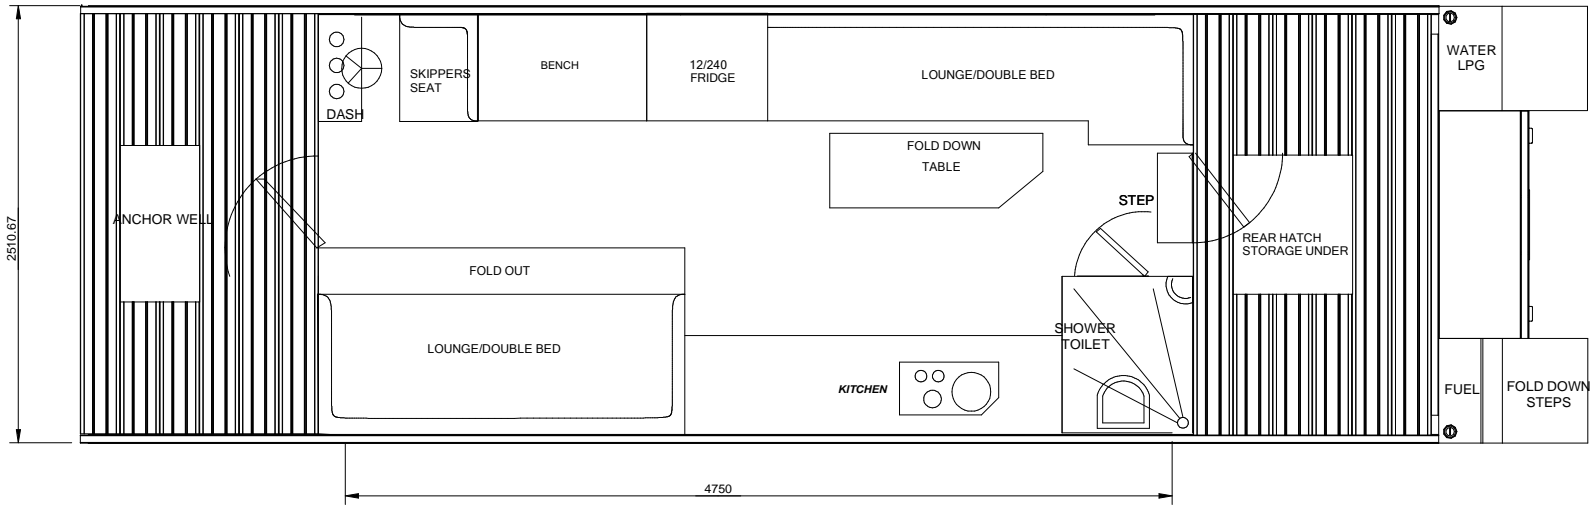 WATER
LPG
BENCH
12/240
FRIDGE
SKIPPERS
SEAT
LOUNGE/DOUBLE BED
DASH
FOLD DOWN
TABLE
STEP
ANCHOR WELL
2510.67
REAR HATCH
STORAGE UNDER
FOLD OUT
SHOWER
TOILET
LOUNGE/DOUBLE BED
KITCHEN
FUEL
FOLD DOWN
STEPS
4750